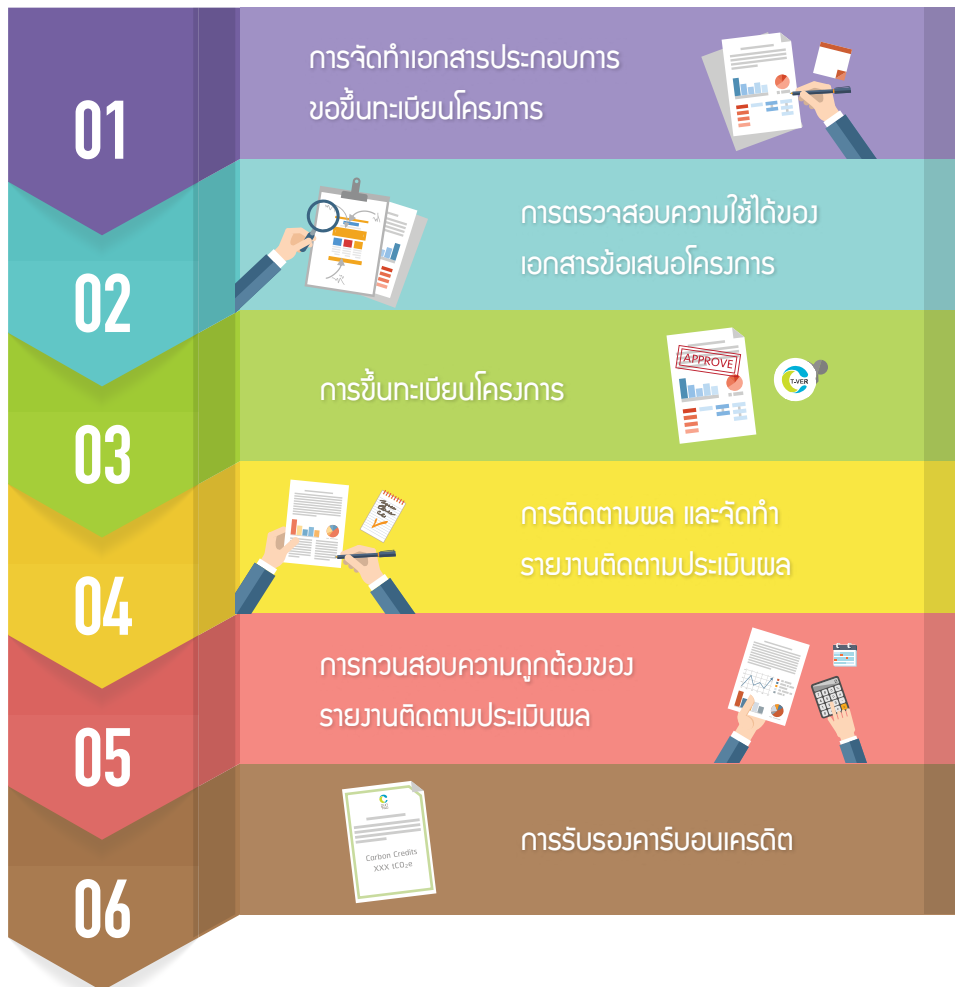 01
การจัดทำเอกสารประกอบการ
ขอขึ้นทะเบียนโครงการ
02
การตรวจสอบความใช้ได้ของ
เอกสารข้อเสนอโครงการ
03
การขึ้นทะเบียนโครงการ
APPROVE
T-VER
04
การติดตามผล และจัดทำ
รายงานติดตามประเมินผล
05
การทวนสอบความถูกต้องของ
รายงานติดตามประเมินผล
06
Carbon Credits
XXX tCO₂e
การรับรองคาร์บอนเครดิต